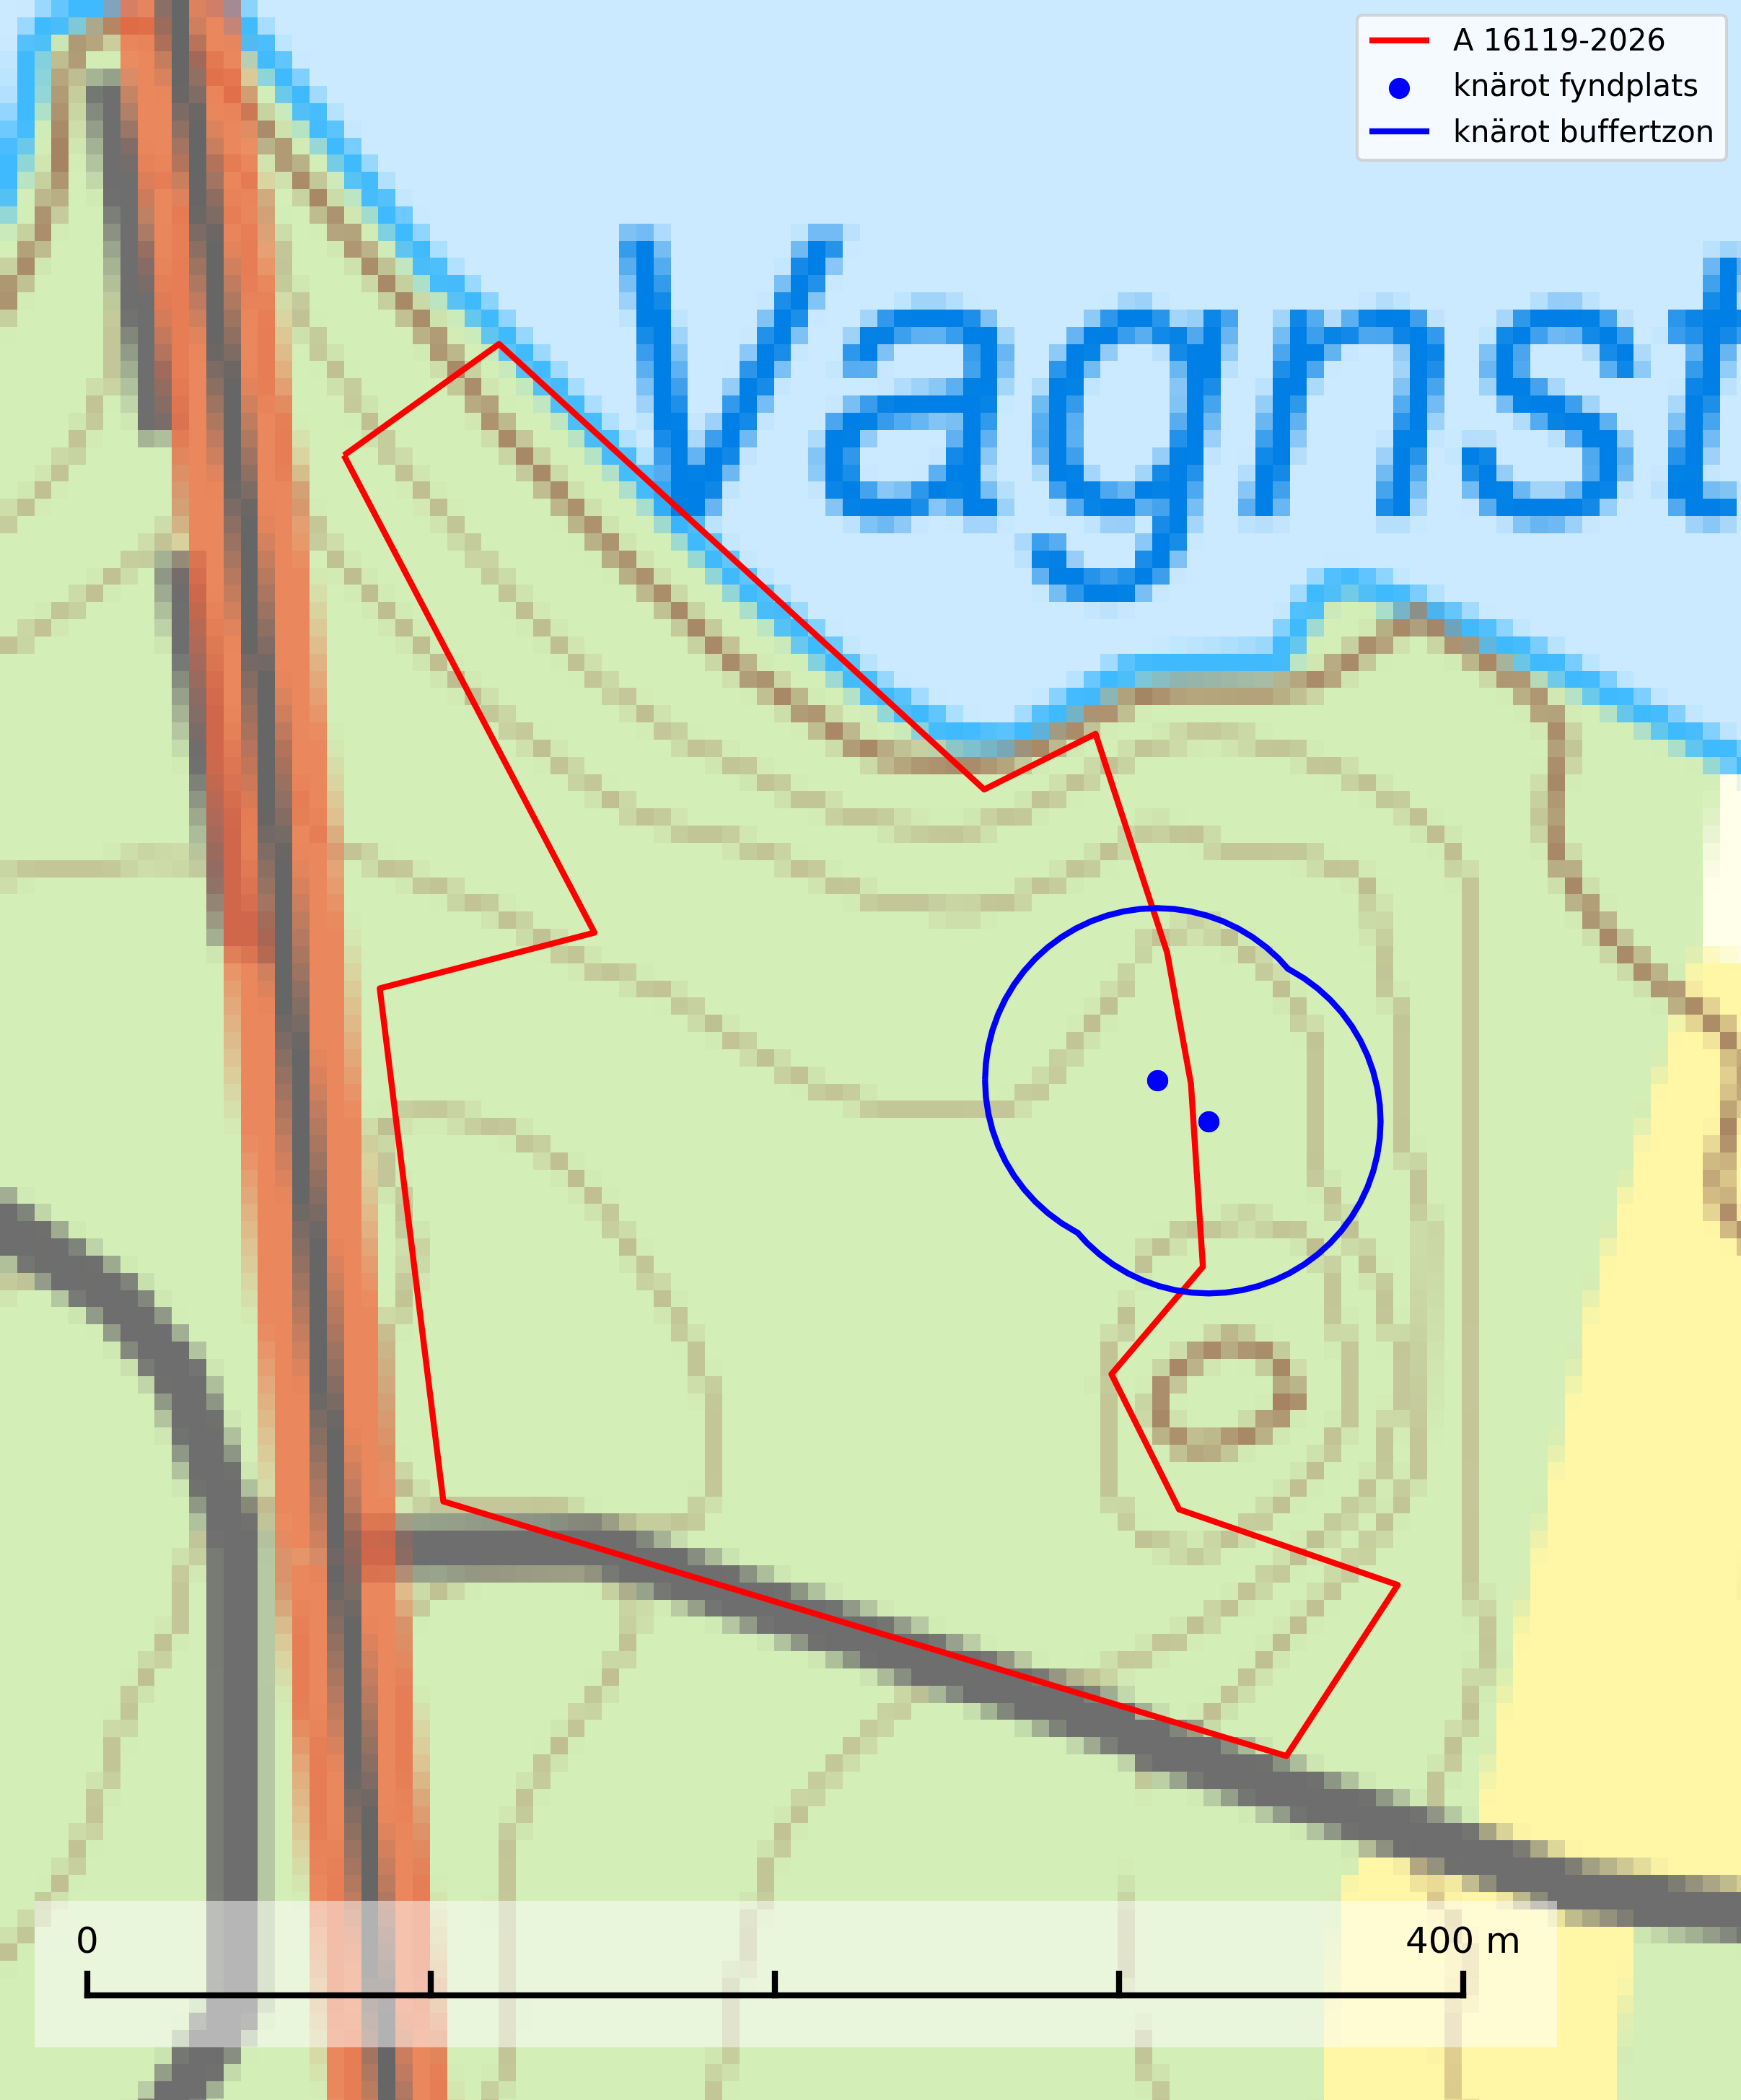 A 16119-2026
knärot fyndplats
knärot buffertzon
Vagnst
0 400 m